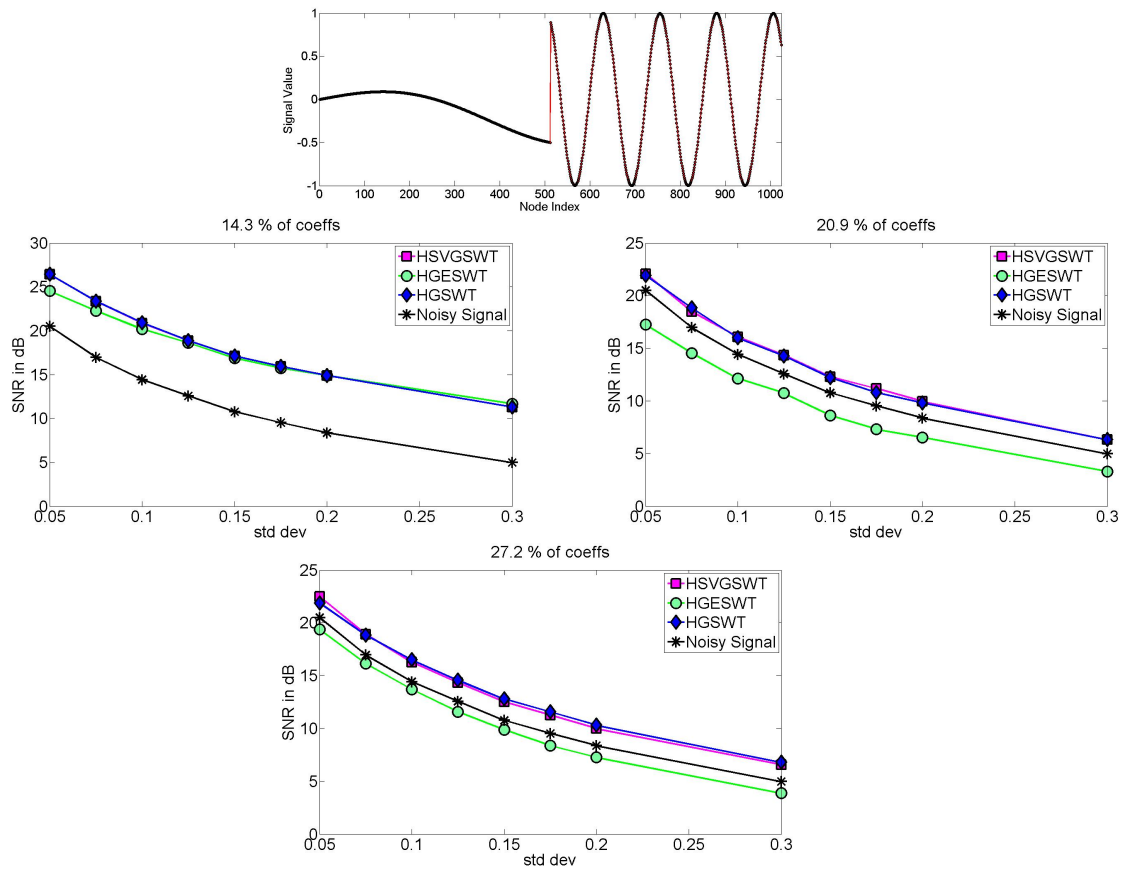 1
0.5
0
-0.5
-1
Signal Value
0 100 200 300 400 500 600 700 800 900 1000
Node Index
14.3 % of coeffs
30
25
20
15
10
5
0
SNR in dB
0.05 0.1 0.15 0.2 0.25 0.3
std dev
HSVGSWT
HGESWT
HGSWT
Noisy Signal
20.9 % of coeffs
25
20
15
10
5
0
SNR in dB
0.05 0.1 0.15 0.2 0.25 0.3
std dev
HSVGSWT
HGESWT
HGSWT
Noisy Signal
27.2 % of coeffs
25
20
15
10
5
0
SNR in dB
0.05 0.1 0.15 0.2 0.25 0.3
std dev
HSVGSWT
HGESWT
HGSWT
Noisy Signal